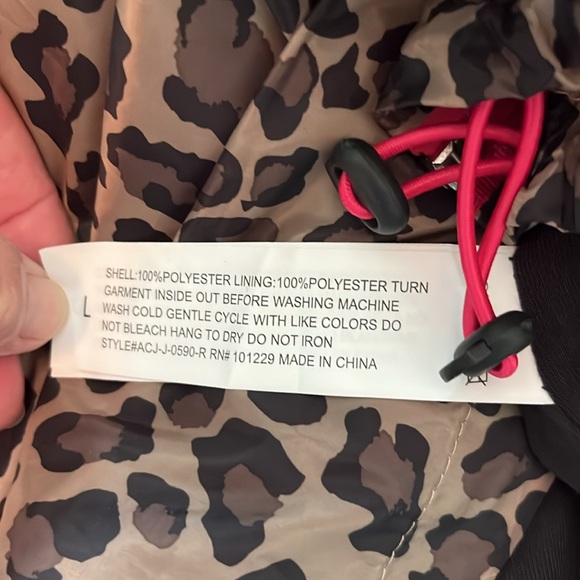 SHELL:100%POLYESTER LINING:100%POLYESTER TURN
GARMENT INSIDE OUT BEFORE WASHING MACHINE
L
WASH COLD GENTLE CYCLE WITH LIKE COLORS DO
NOT BLEACH HANG TO DRY DO NOT IRON
STYLE#ACJ-J-0590-R RN# 101229 MADE IN CHINA